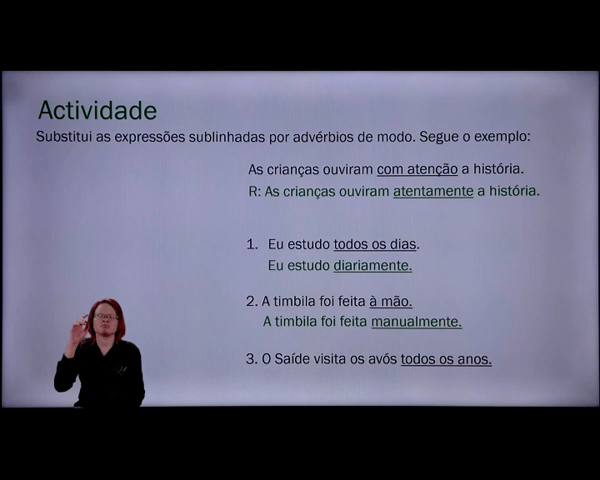 Actividade
Substitui as expressões sublinhadas por advérbios de modo. Segue o exemplo:
As crianças ouviram com atenção a história.
R: As crianças ouviram atentamente a história.
1. Eu estudo todos os dias.
Eu estudo diariamente.
2. A timbila foi feita à mão.
A timbila foi feita manualmente.
3. O Saíde visita os avós todos os anos.